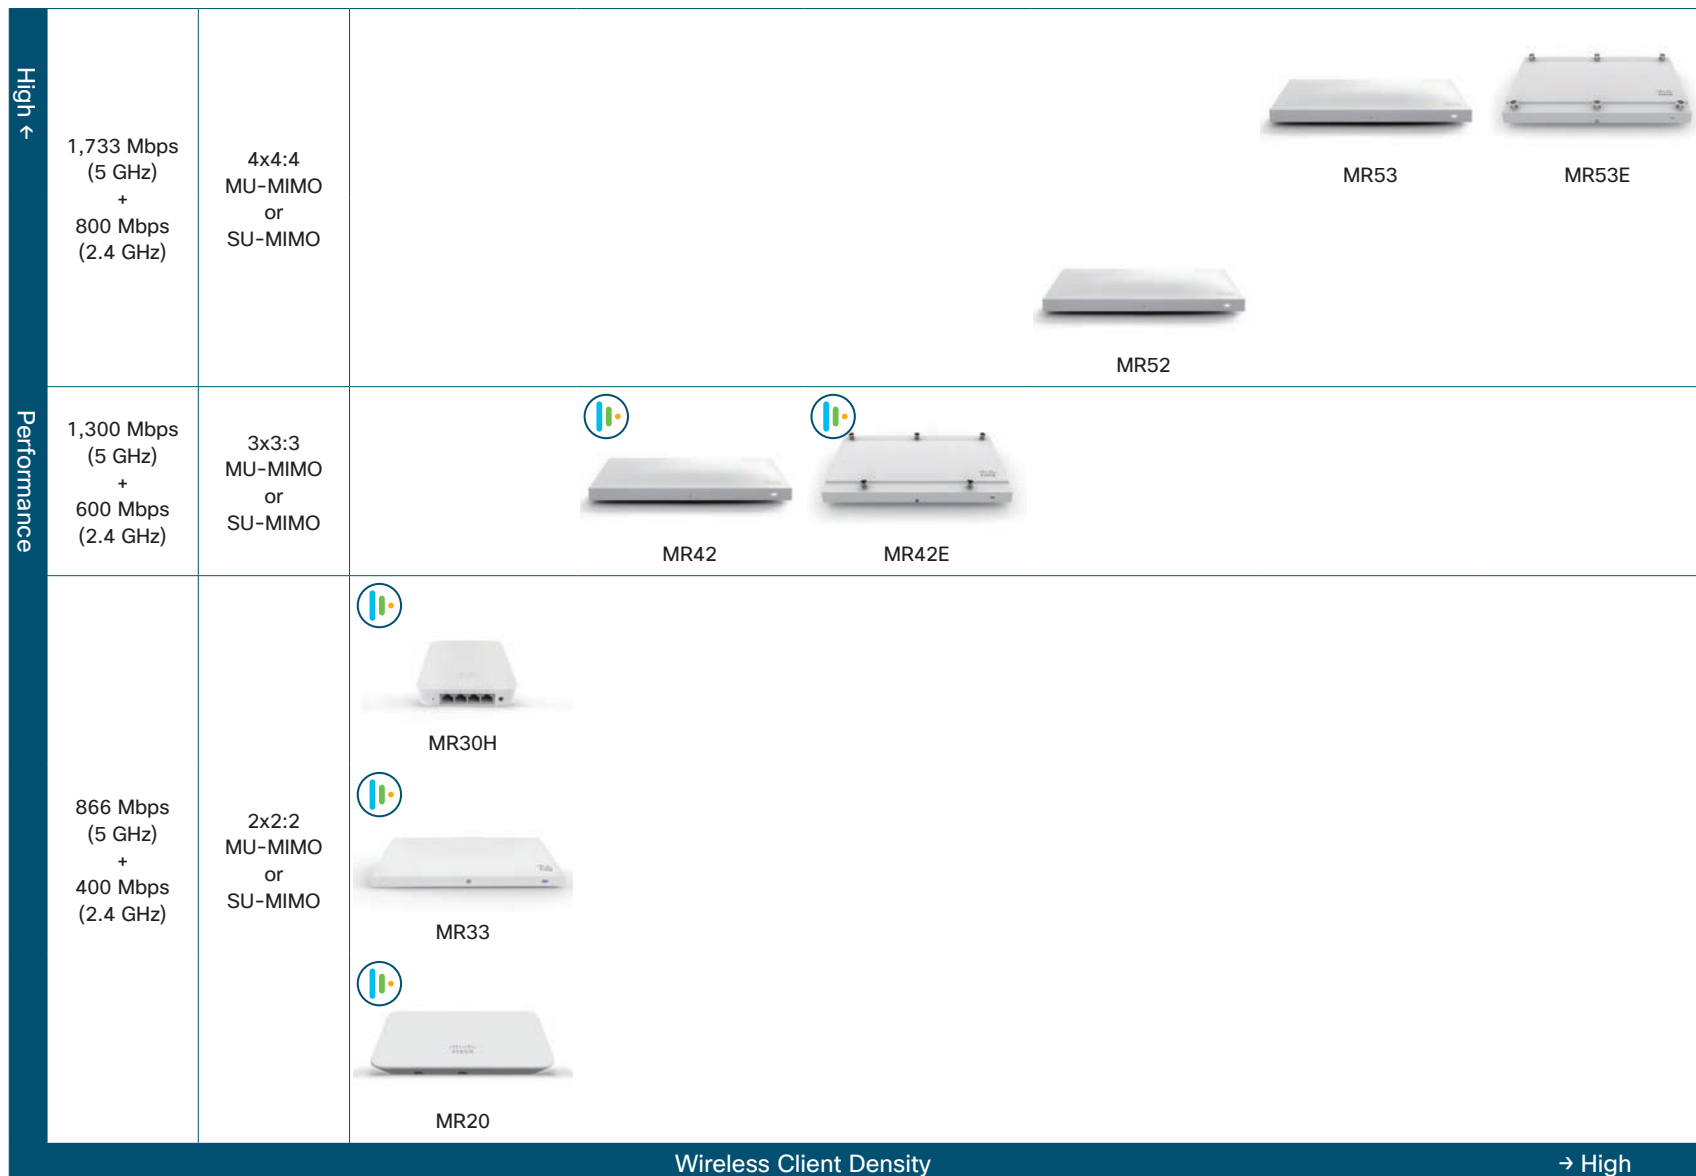 High ↑
Performance
1,733 Mbps
(5 GHz)
+
800 Mbps
(2.4 GHz)
4x4:4
MU-MIMO
or
SU-MIMO
MR53
MR53E
MR52
1,300 Mbps
(5 GHz)
+
600 Mbps
(2.4 GHz)
3x3:3
MU-MIMO
or
SU-MIMO
MR42
MR42E
866 Mbps
(5 GHz)
+
400 Mbps
(2.4 GHz)
2x2:2
MU-MIMO
or
SU-MIMO
MR30H
MR33
MR20
Wireless Client Density
→ High